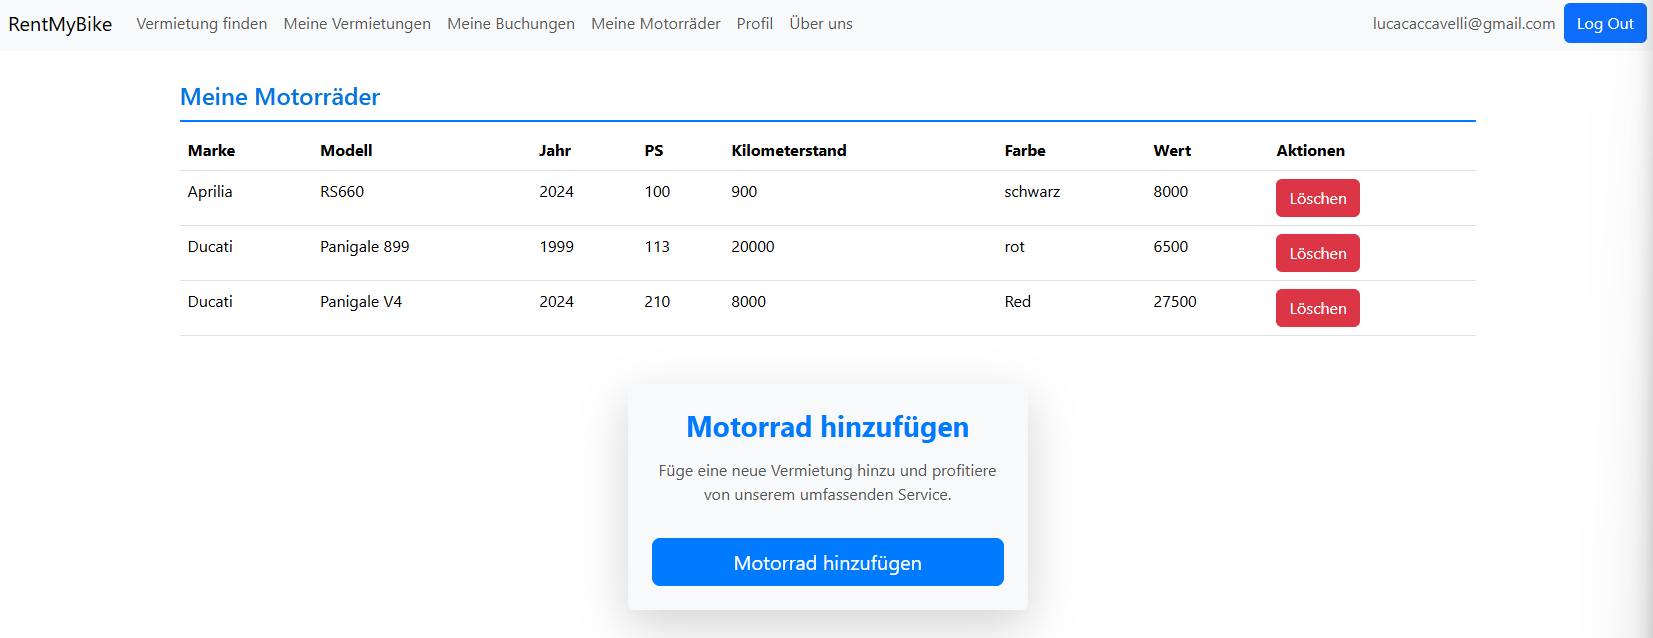 RentMyBike Vermietung finden Meine Vermietungen Meine Buchungen Meine Motorräder Profil Über uns lucacaccavelli@gmail.com Log Out
Meine Motorräder
Marke Modell Jahr PS Kilometerstand Farbe Wert Aktionen
Aprilia RS660 2024 100 900 schwarz 8000 Löschen
Ducati Panigale 899 1999 113 20000 rot 6500 Löschen
Ducati Panigale V4 2024 210 8000 Red 27500 Löschen
Motorrad hinzufügen
Füge eine neue Vermietung hinzu und profitiere
von unserem umfassenden Service.
Motorrad hinzufügen